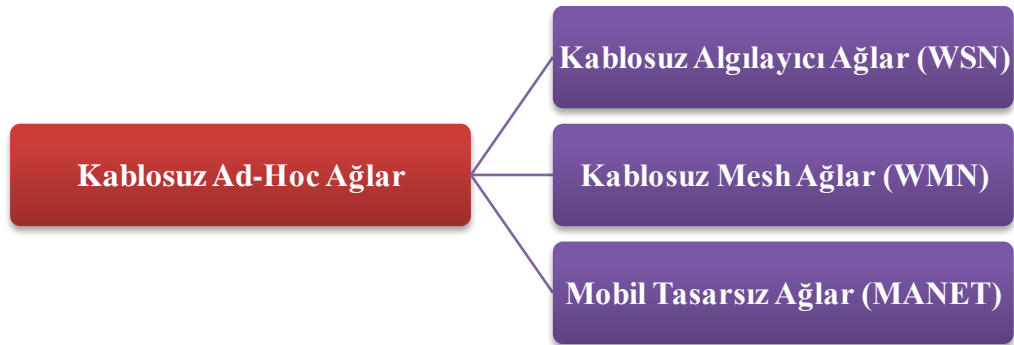 Kablosuz Ad-Hoc Ağlar
Kablosuz Algılayıcı Ağlar (WSN)
Kablosuz Mesh Ağlar (WMN)
Mobil Tasarsız Ağlar (MANET)